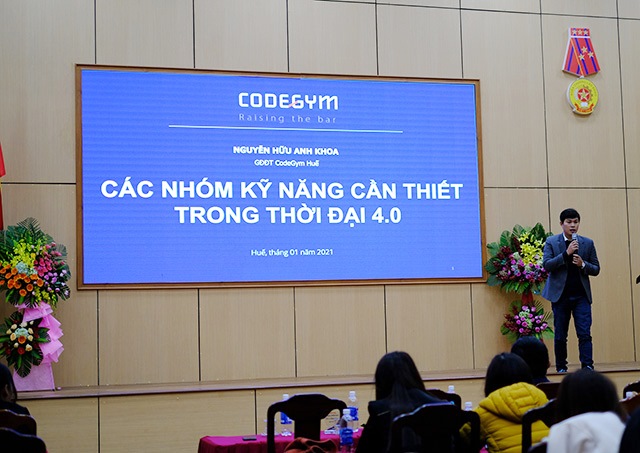 CODEGYM
Raising the bar
NGUYỄN HỮU ANH KHOA
GĐĐT CodeGym Huế
CÁC NHÓM KỸ NĂNG CẦN THIẾT
TRONG THỜI ĐẠI 4.0
Huế, tháng 01 năm 2021